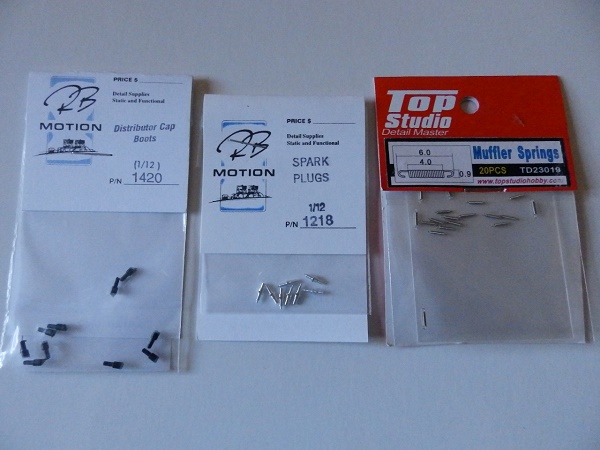 PRICE $
Detail Supplies
Static and Functional
RB
MOTION
Distributor Cap
Boots
(1/12)
P/N 1420
PRICE $
Detail Supplies
Static and Functional
RB
MOTION
SPARK
PLUGS
1/12
P/N 1218
Top
Studio
Detail Master
Muffler Springs
6.0
4.0
0.9
20PCS TD23019
www.topstudiohobby.com